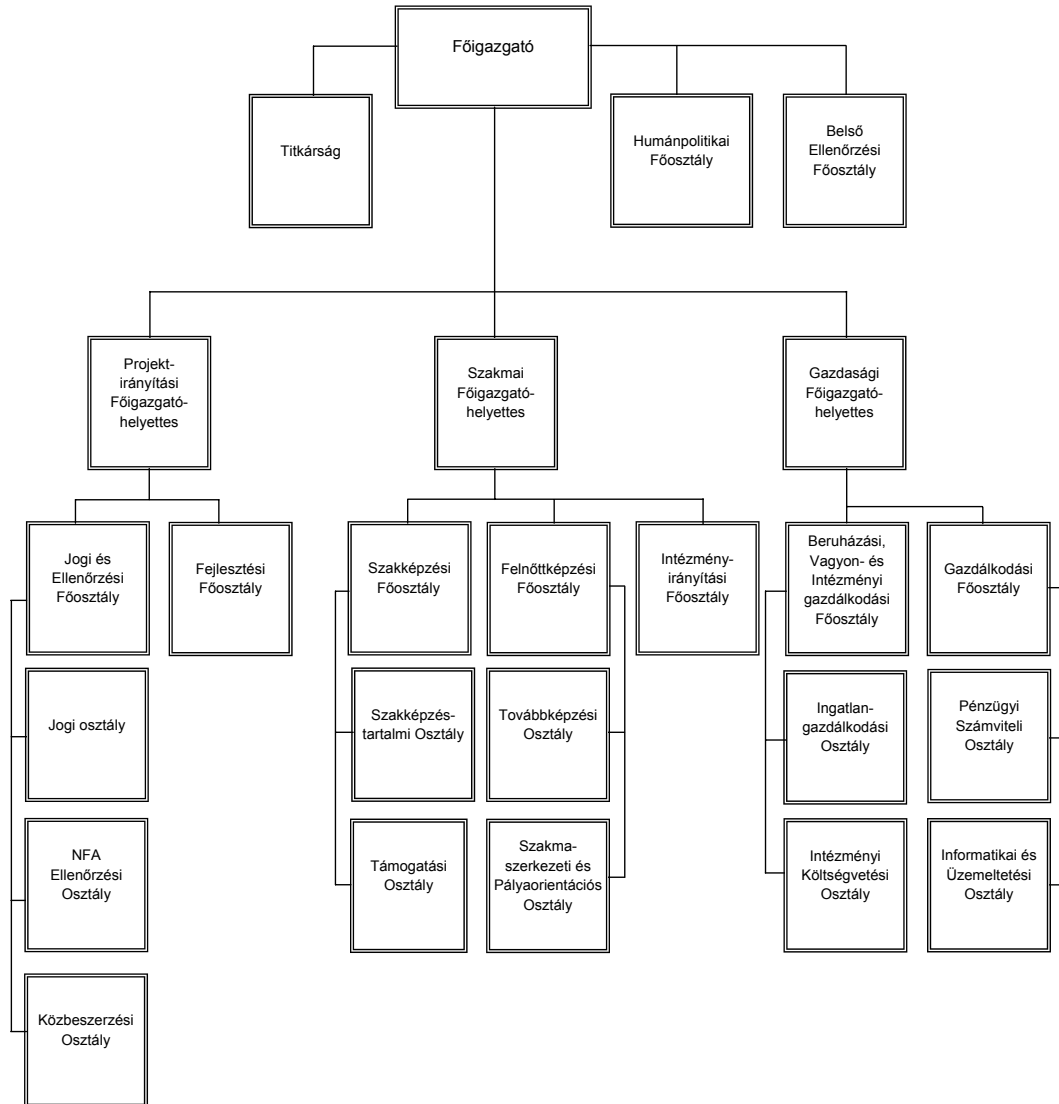 Főigazgató
Titkárság
Humánpolitikai
Főosztály
Belső
Ellenőrzési
Főosztály
Projekt-
irányítási
Főigazgató-
helyettes
Szakmai
Főigazgató-
helyettes
Gazdasági
Főigazgató-
helyettes
Jogi és
Ellenőrzési
Főosztály
Fejlesztési
Főosztály
Szakképzési
Főosztály
Felnőttképzési
Főosztály
Intézmény-
irányítási
Főosztály
Beruházási,
Vagyon- és
Intézményi
gazdálkodási
Főosztály
Gazdálkodási
Főosztály
Jogi osztály
Szakképzés-
tartalmi Osztály
Továbbképzési
Osztály
Ingatlan-
gazdálkodási
Osztály
Pénzügyi
Számviteli
Osztály
NFA
Ellenőrzési
Osztály
Támogatási
Osztály
Szakma-
szerkezeti és
Pályaorientációs
Osztály
Intézményi
Költségvetési
Osztály
Informatikai és
Üzemeltetési
Osztály
Közbeszerzési
Osztály